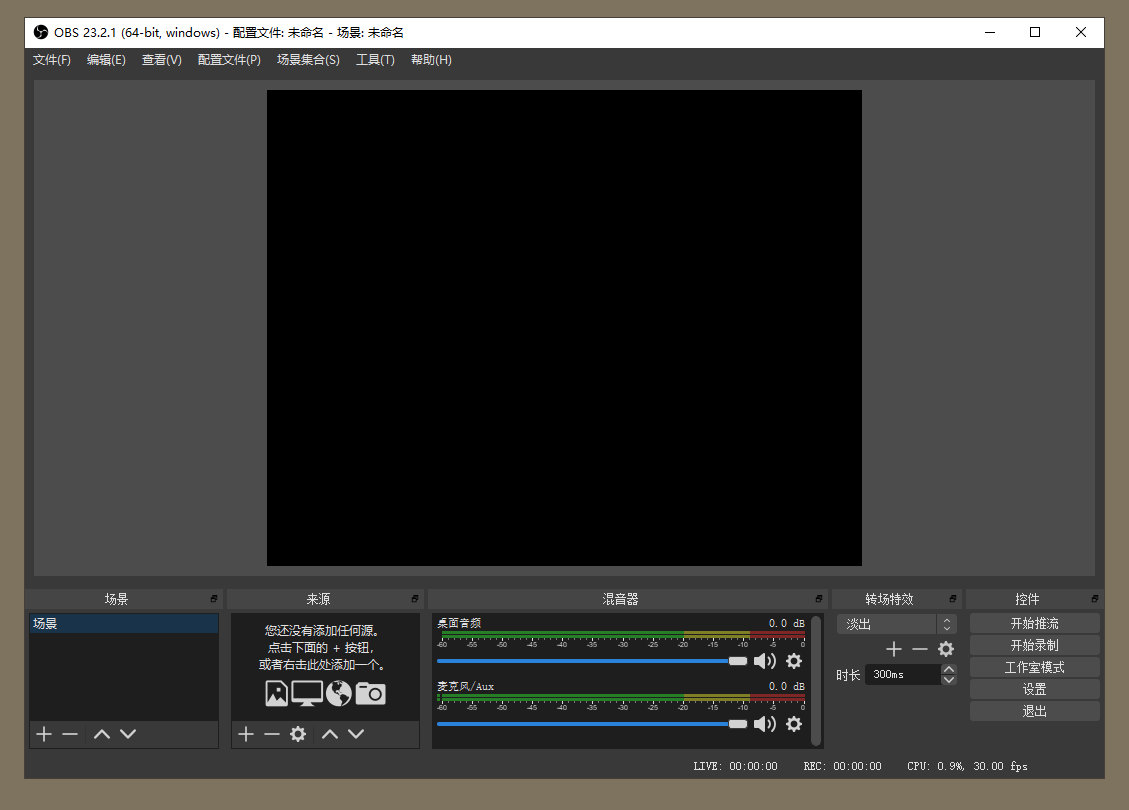 OBS 23.2.1 (64-bit, windows) - 配置文件: 未命名 - 场景: 未命名
文件(F) 编辑(E) 查看(V) 配置文件(P) 场景集合(S) 工具(T) 帮助(H)
场景
场景
来源
您还没有添加任何源。
点击下面的 + 按钮，
或者右击此处添加一个。
混音器
桌面音频 0.0 dB
-60 -55 -50 -45 -40 -35 -30 -25 -20 -15 -10 -5 0
麦克风/Aux 0.0 dB
-60 -55 -50 -45 -40 -35 -30 -25 -20 -15 -10 -5 0
转场特效
淡出
时长 300ms
控件
开始推流
开始录制
工作室模式
设置
退出
LIVE: 00:00:00 REC: 00:00:00 CPU: 0.9%, 30.00 fps